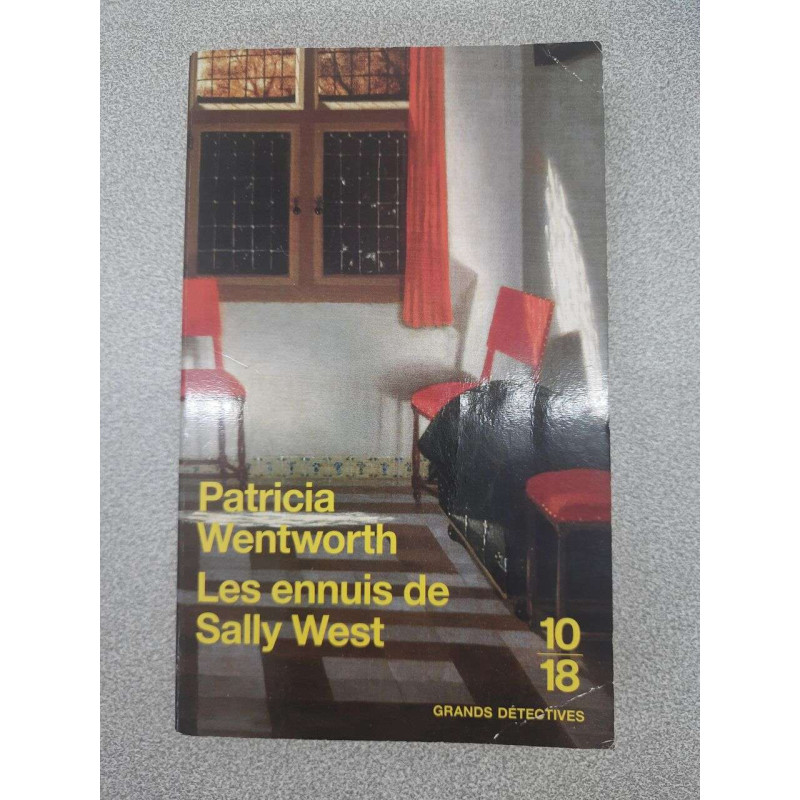 Patricia
Wentworth
Les ennuis de
Sally West
10
18
GRANDS DÉTECTIVES